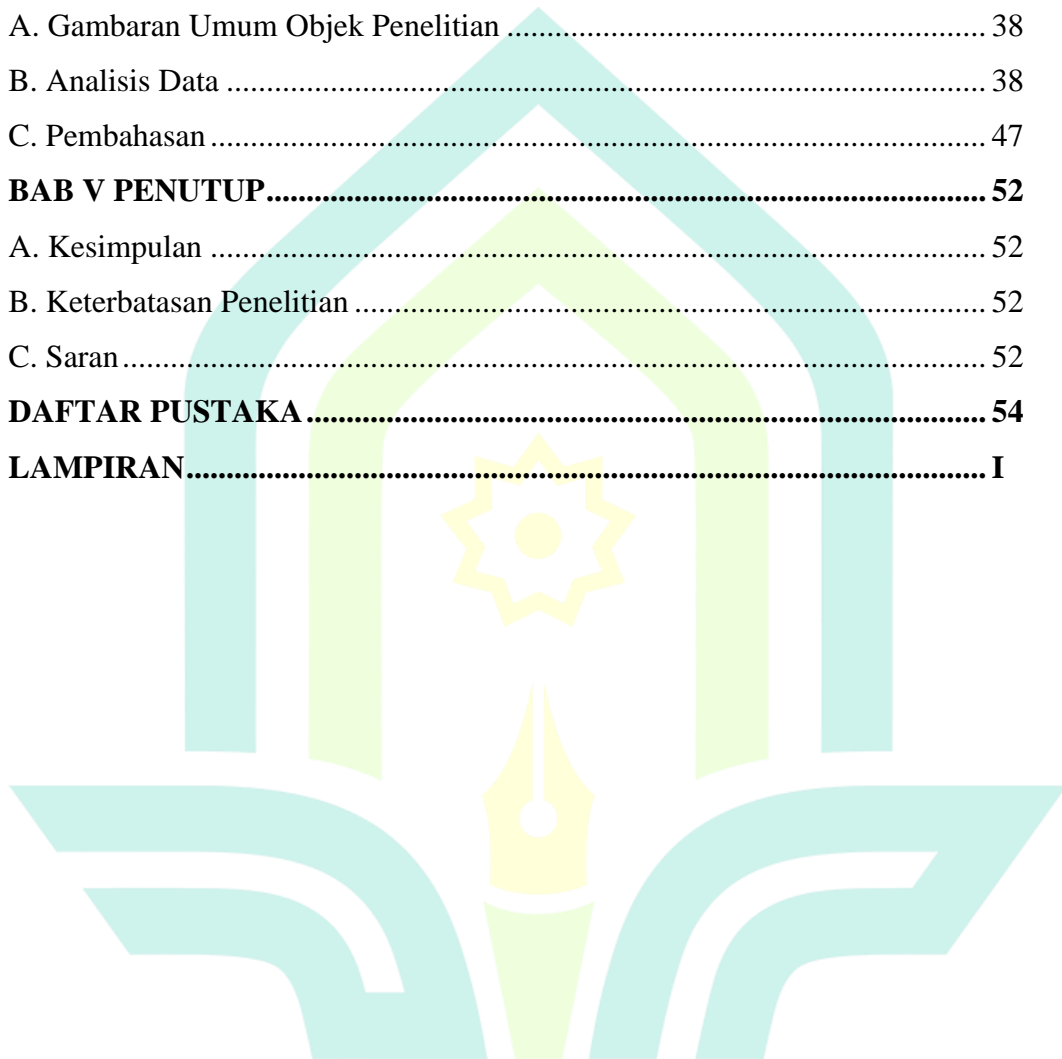 A. Gambaran Umum Objek Penelitian ................................................................ 38
B. Analisis Data ..................................................................................................... 38
C. Pembahasan ....................................................................................................... 47
BAB V PENUTUP ............................................................................................... 52
A. Kesimpulan ....................................................................................................... 52
B. Keterbatasan Penelitian ................................................................................... 52
C. Saran .................................................................................................................. 52
DAFTAR PUSTAKA .......................................................................................... 54
LAMPIRAN ......................................................................................................... I